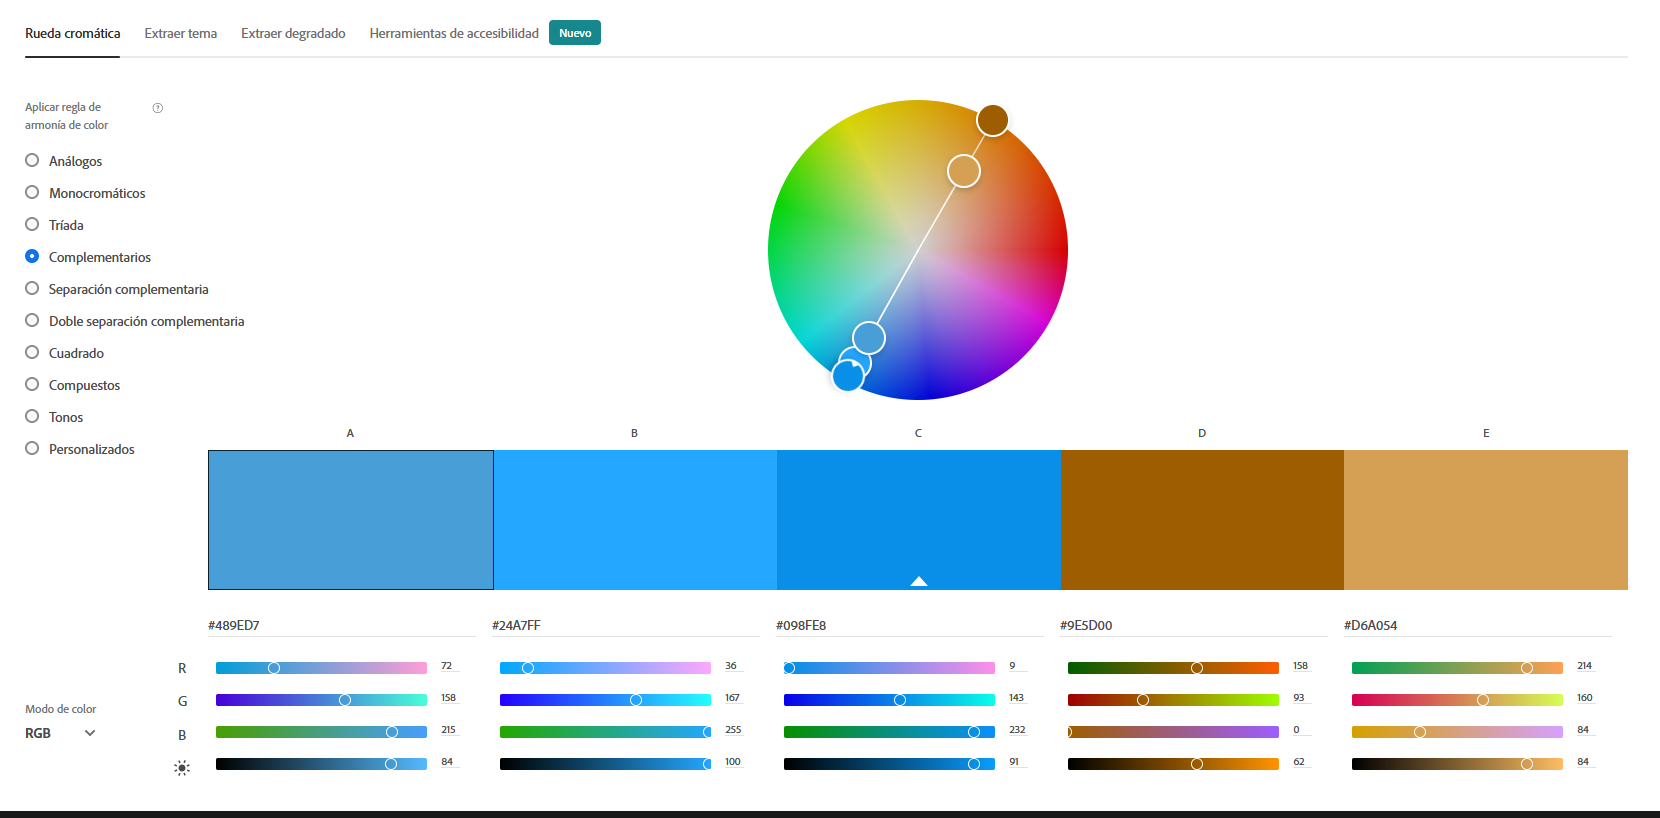 Rueda cromática Extraer tema Extraer degradado Herramientas de accesibilidad Nuevo
Aplicar regla de
armonía de color
?
Análogos
Monocromáticos
Tríada
Complementarios
Separación complementaria
Doble separación complementaria
Cuadrado
Compuestos
Tonos
Personalizados
A B C D E
#489ED7 #24A7FF #098FE8 #9E5D00 #D6A054
R 72 36 9 158 214
G 158 167 143 93 160
Modo de color
RGB
B 215 255 232 0 84
84 100 91 62 84